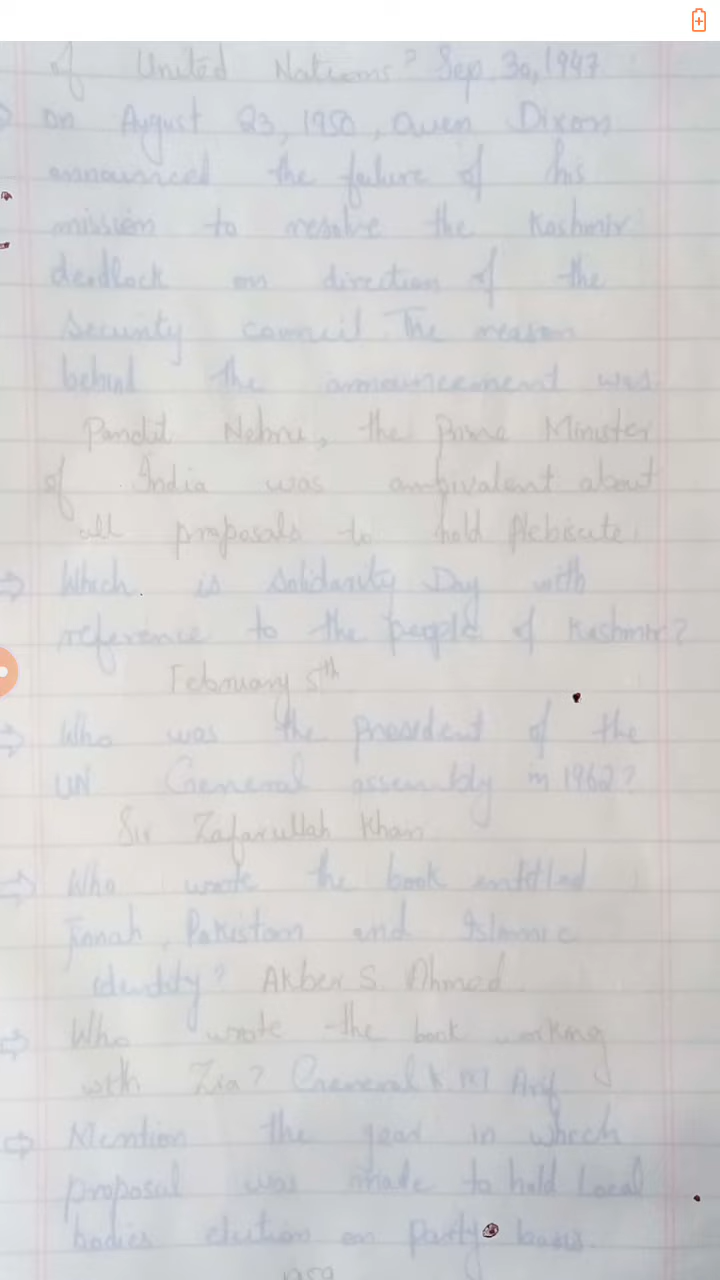 of United Nations? Sep. 30, 1947
on August 23, 1950, Owen Dixon
announced the failure of his
mission to resolve the Kashmir
deadlock on direction of the
Security council. The reason
behind the announcement was
Pandit Nehru, the Prime Minister
of India was ambivalent about
all proposals to hold Plebicute.
⇒ Which is Solidarity Day with
reference to the people of Kashmir?
February 5th
⇒ Who was the president of the
UN General assembly in 1962?
Sir Zafarullah Khan
⇒ Who wrote the book entitled
Jinnah, Pakistan and Islamic
identity? Akber S. Ahmed.
⇒ Who wrote the book working
with Zia? General K M Arif
⇒ Mention the year in which
proposal was made to hold Local
bodies election on party basis.